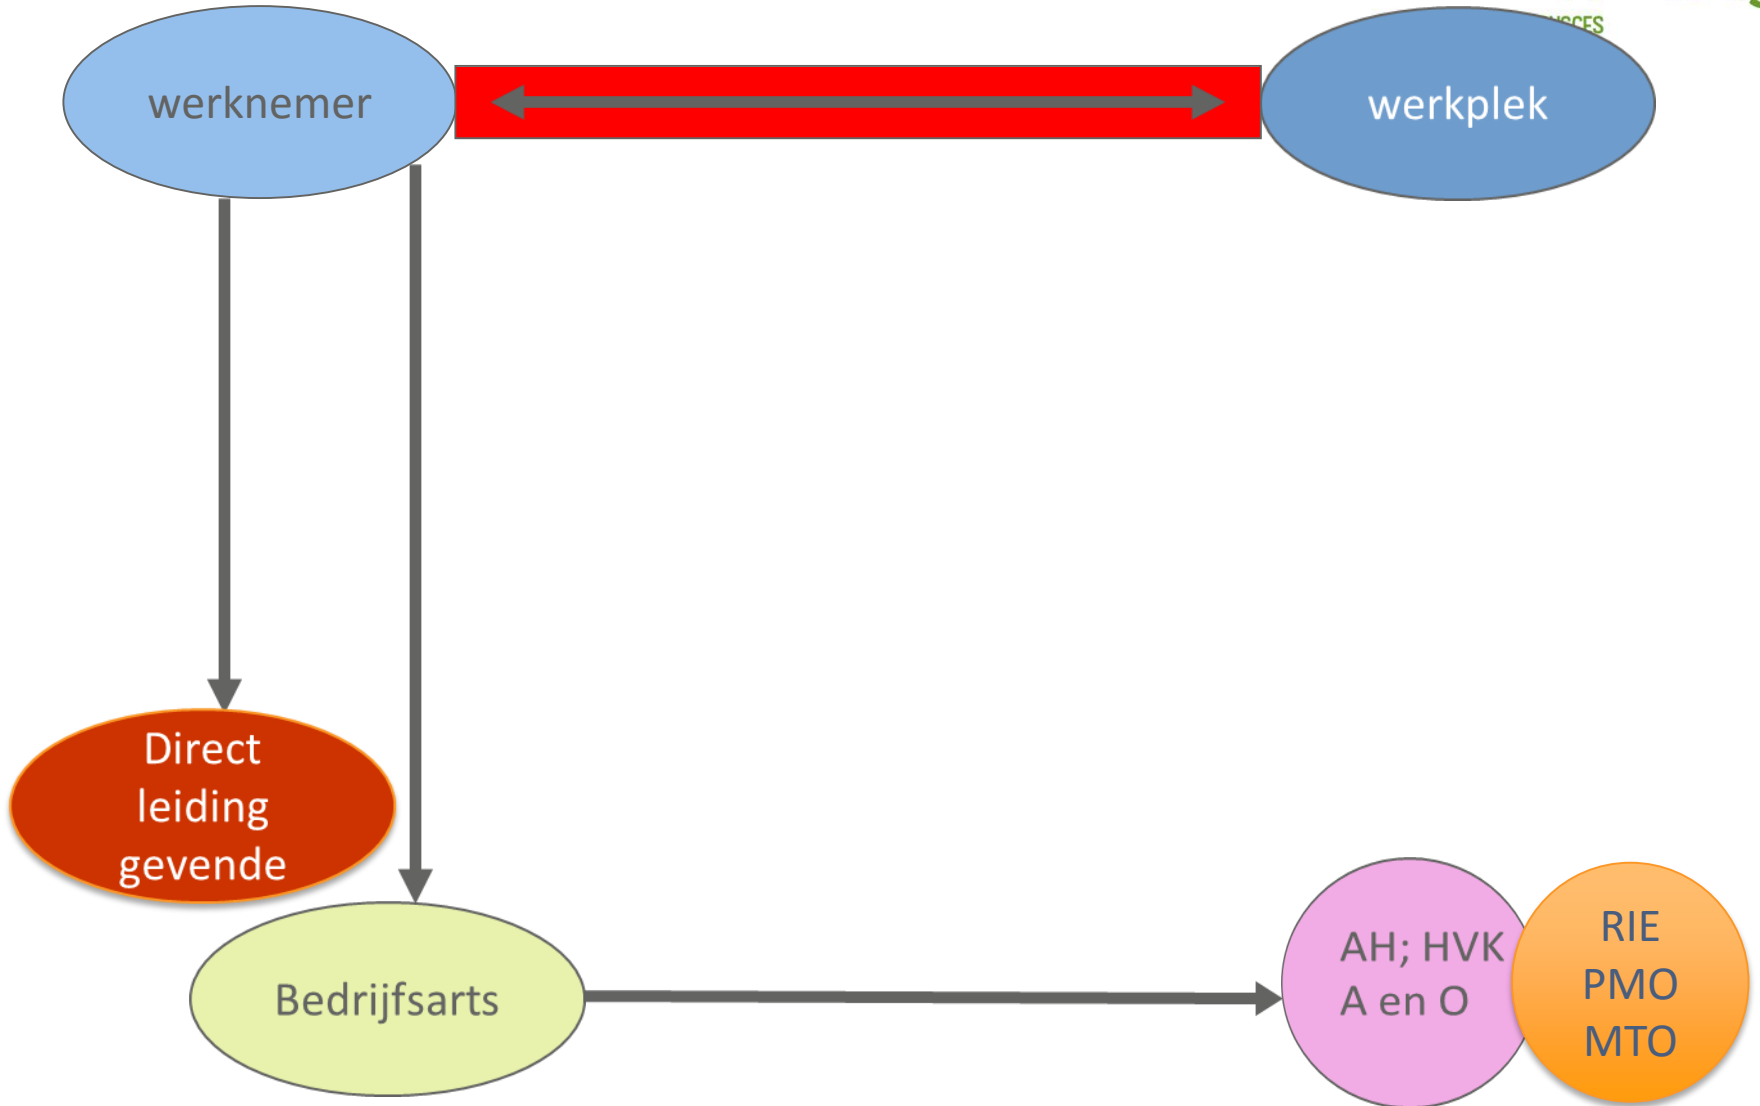 werknemer
werkplek
Direct
leiding
gevende
Bedrijfsarts
AH; HVK
A en O
RIE
PMO
MTO